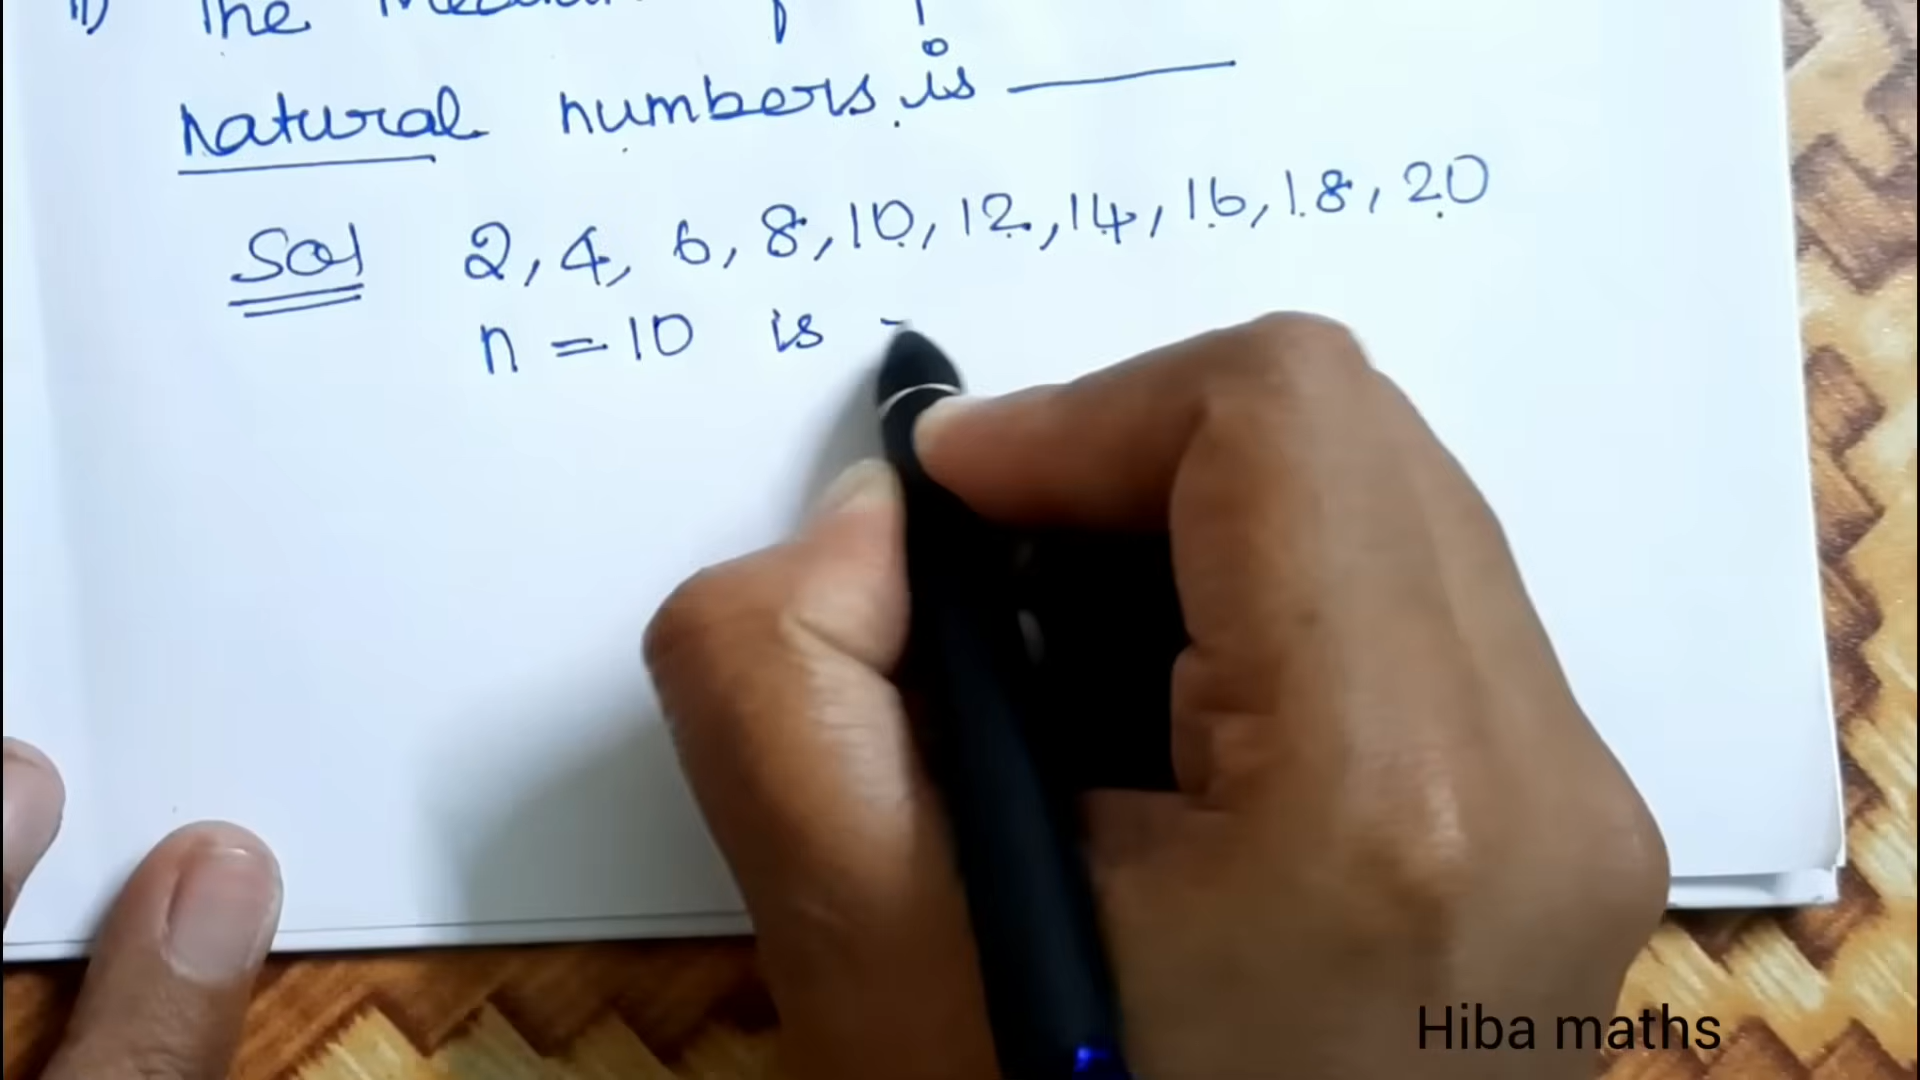 The
natural numbers is
Sol 2, 4, 6, 8, 10, 12, 14, 16, 18, 20
n = 10 is
Hiba maths